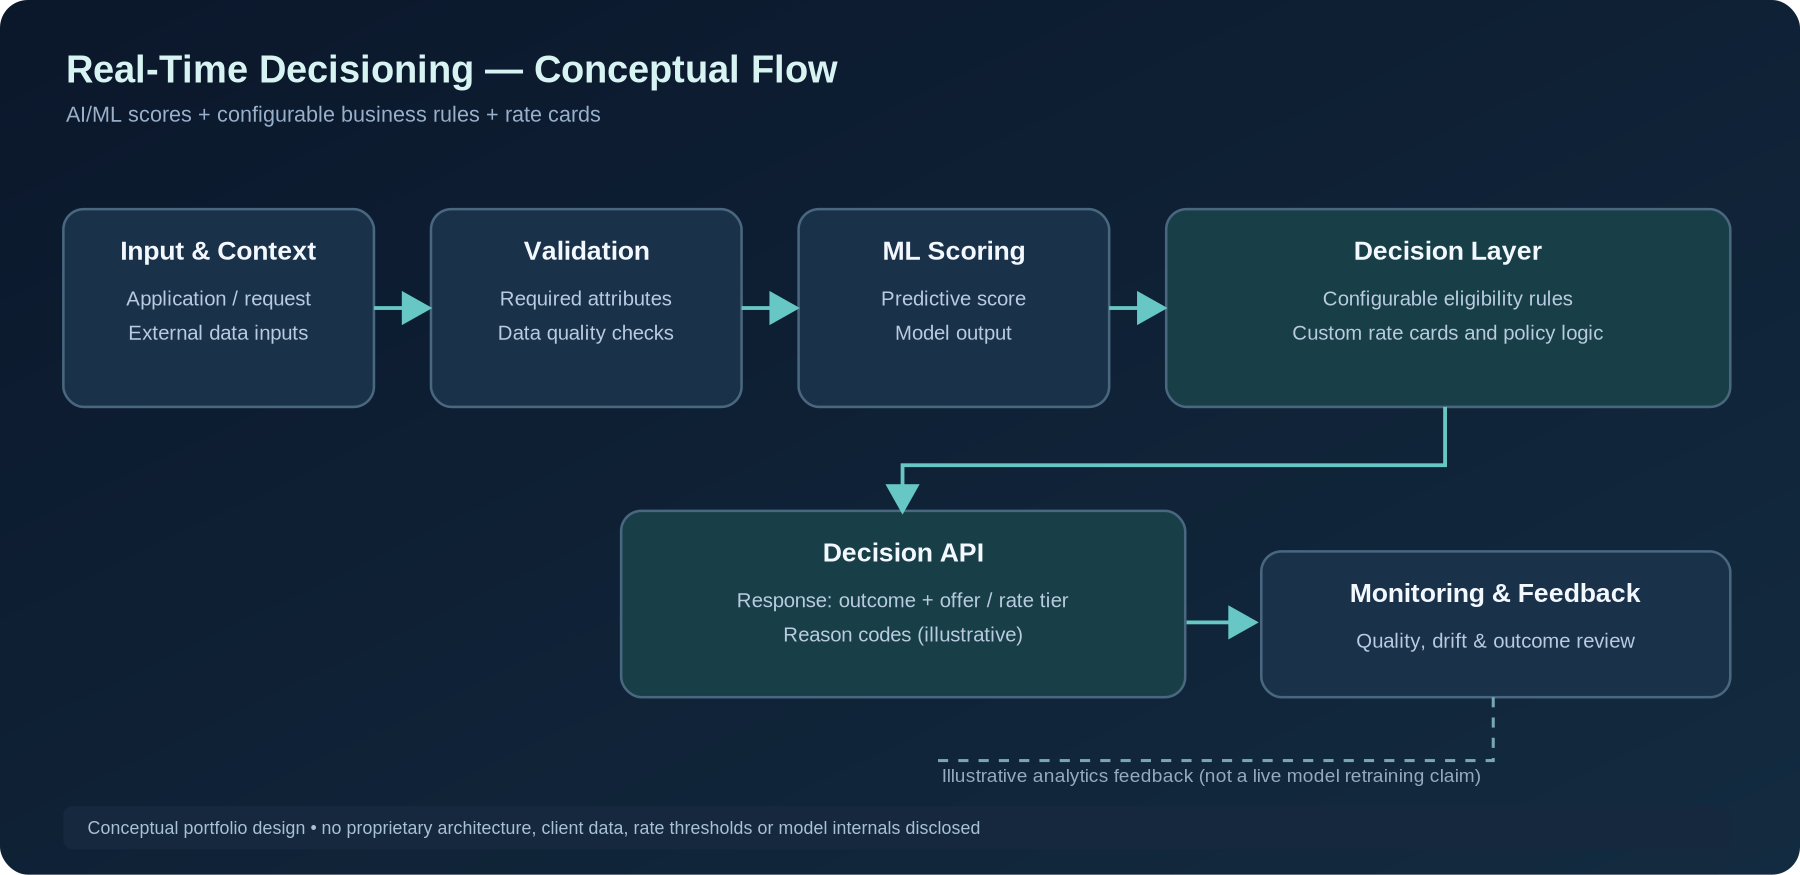 Real-Time Decisioning — Conceptual Flow
AI/ML scores + configurable business rules + rate cards
Input & Context
Application / request
External data inputs
Validation
Required attributes
Data quality checks
ML Scoring
Predictive score
Model output
Decision Layer
Configurable eligibility rules
Custom rate cards and policy logic
Decision API
Response: outcome + offer / rate tier
Reason codes (illustrative)
Monitoring & Feedback
Quality, drift & outcome review
Illustrative analytics feedback (not a live model retraining claim)
Conceptual portfolio design • no proprietary architecture, client data, rate thresholds or model internals disclosed